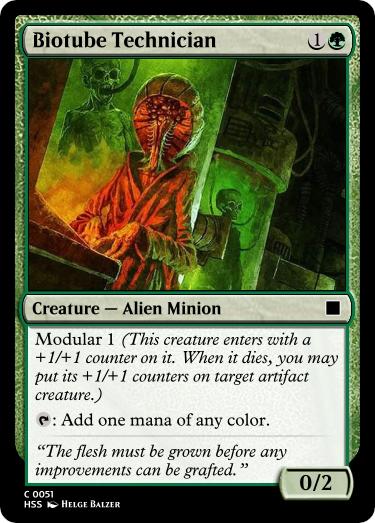 Biotube Technician 1
Creature — Alien Minion
Modular 1 (This creature enters with a
+1/+1 counter on it. When it dies, you may
put its +1/+1 counters on target artifact
creature.)
: Add one mana of any color.
“The flesh must be grown before any
improvements can be grafted.”
0/2
C 0051
HSS Helge Balzer